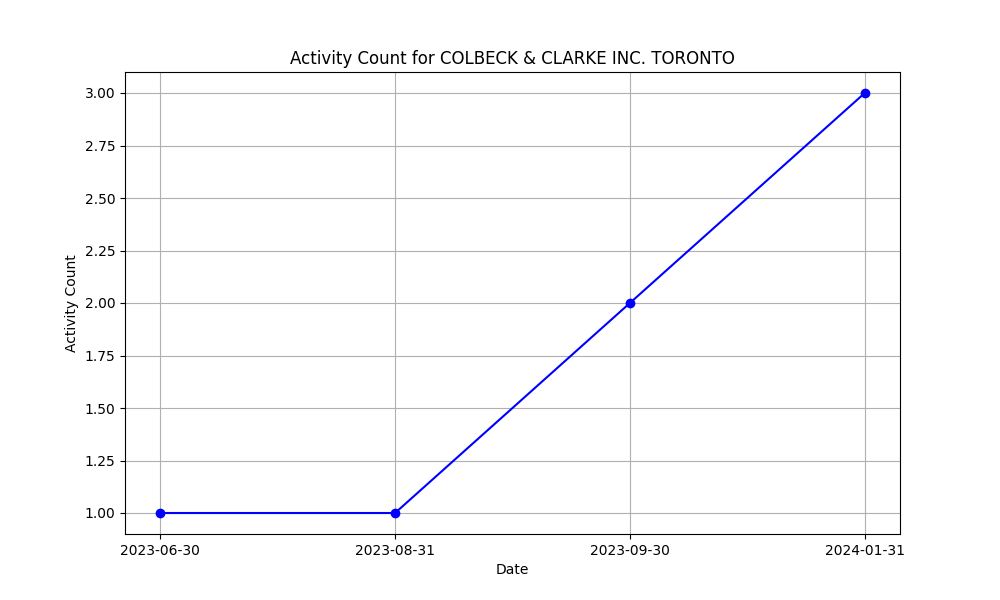 Activity Count for COLBECK & CLARKE INC. TORONTO
3.00
2.75
2.50
2.25
2.00
1.75
1.50
1.25
1.00
Activity Count
2023-06-30 2023-08-31 2023-09-30 2024-01-31
Date